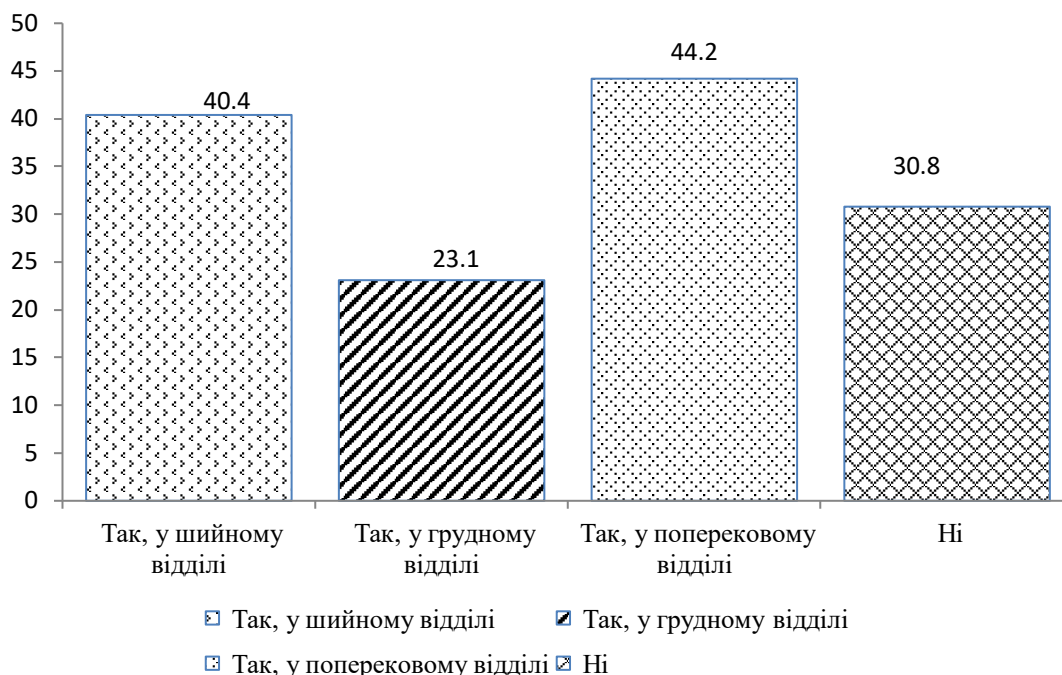 50
45
40
35
30
25
20
15
10
5
0
40.4
23.1
44.2
30.8
Так, у шийному
відділі
Так, у грудному
відділі
Так, у поперековому
відділі
Ні
Так, у шийному відділі
Так, у грудному відділі
Так, у поперековому відділі
Ні